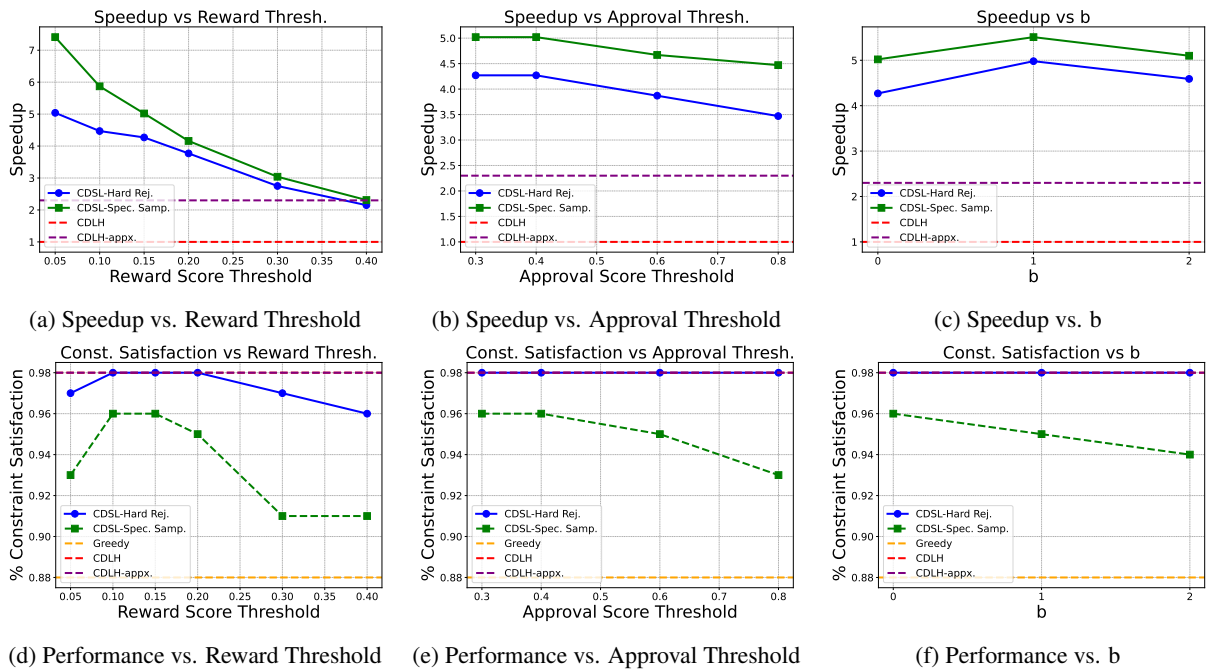 Speedup vs Reward Thresh.
7
6
5
4
3
2
1
Speedup
CDSL-Hard Rej.
CDSL-Spec. Samp.
CDLH
CDLH-appx.
0.05 0.10 0.15 0.20 0.25 0.30 0.35 0.40
Reward Score Threshold
(a) Speedup vs. Reward Threshold
Speedup vs Approval Thresh.
5.0
4.5
4.0
3.5
3.0
2.5
2.0
1.5
1.0
Speedup
CDSL-Hard Rej.
CDSL-Spec. Samp.
CDLH
CDLH-appx.
0.3 0.4 0.5 0.6 0.7 0.8
Approval Score Threshold
(b) Speedup vs. Approval Threshold
Speedup vs b
5
4
3
2
1
Speedup
CDSL-Hard Rej.
CDSL-Spec. Samp.
CDLH
CDLH-appx.
0 1 2
b
(c) Speedup vs. b
Const. Satisfaction vs Reward Thresh.
0.98
0.96
0.94
0.92
0.90
0.88
% Constraint Satisfaction
CDSL-Hard Rej.
CDSL-Spec. Samp.
Greedy
CDLH
CDLH-appx.
0.05 0.10 0.15 0.20 0.25 0.30 0.35 0.40
Reward Score Threshold
(d) Performance vs. Reward Threshold
Const. Satisfaction vs Approval Thresh.
0.98
0.96
0.94
0.92
0.90
0.88
% Constraint Satisfaction
CDSL-Hard Rej.
CDSL-Spec. Samp.
Greedy
CDLH
CDLH-appx.
0.3 0.4 0.5 0.6 0.7 0.8
Approval Score Threshold
(e) Performance vs. Approval Threshold
Const. Satisfaction vs b
0.98
0.96
0.94
0.92
0.90
0.88
% Constraint Satisfaction
CDSL-Hard Rej.
CDSL-Spec. Samp.
Greedy
CDLH
CDLH-appx.
0 1 2
b
(f) Performance vs. b